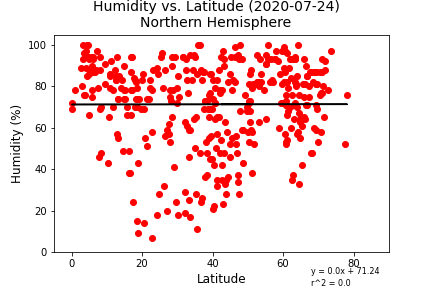 Humidity vs. Latitude (2020-07-24)
Northern Hemisphere
100
80
60
40
20
0
Humidity (%)
0 20 40 60 80
Latitude
y = 0.0x + 71.24
r^2 = 0.0